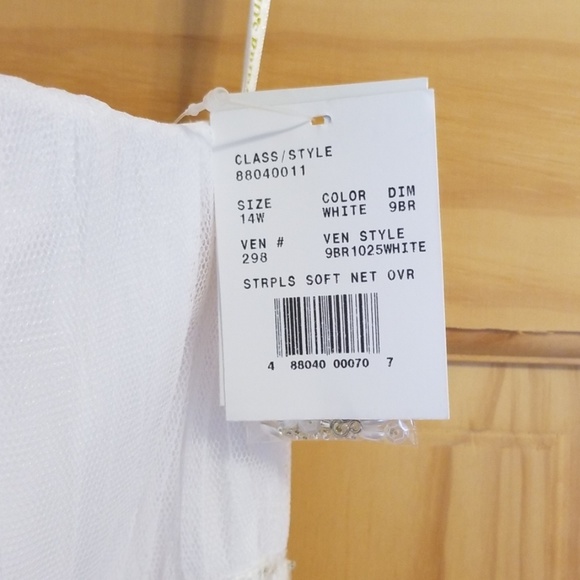 CLASS/STYLE
88040011
SIZE COLOR DIM
14W WHITE 9BR
VEN # VEN STYLE
298 9BR1025WHITE
STRPLS SOFT NET OVR
4 88040 00070 7